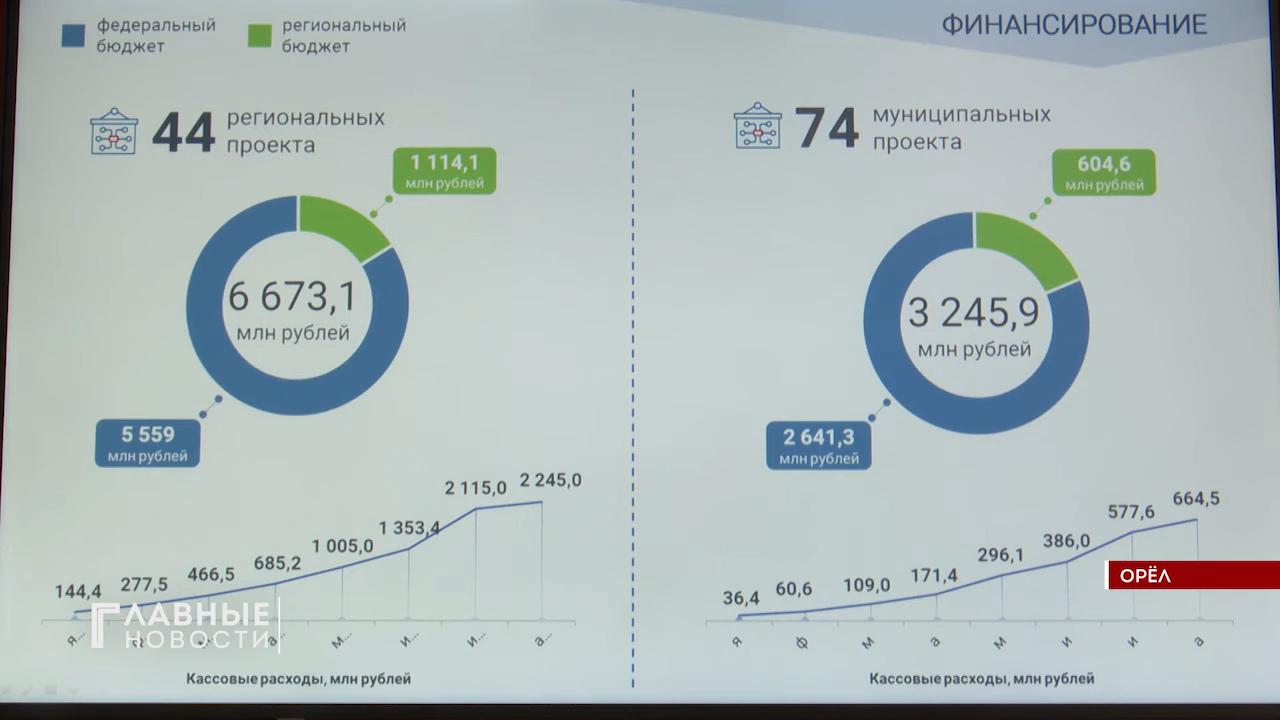 федеральный
бюджет
региональный
бюджет
ФИНАНСИРОВАНИЕ
44
региональных
проекта
1 114,1
млн рублей
6 673,1
млн рублей
5 559
млн рублей
144,4
277,5
466,5
685,2
1 005,0
1 353,4
2 115,0
2 245,0
я...
м...
и...
и...
а...
Кассовые расходы, млн рублей
74
муниципальных
проекта
604,6
млн рублей
3 245,9
млн рублей
2 641,3
млн рублей
36,4
60,6
109,0
171,4
296,1
386,0
577,6
664,5
я
ф
м
а
м
и
и
а
Кассовые расходы, млн рублей
ОРЁЛ
ГЛАВНЫЕ
НОВОСТИ